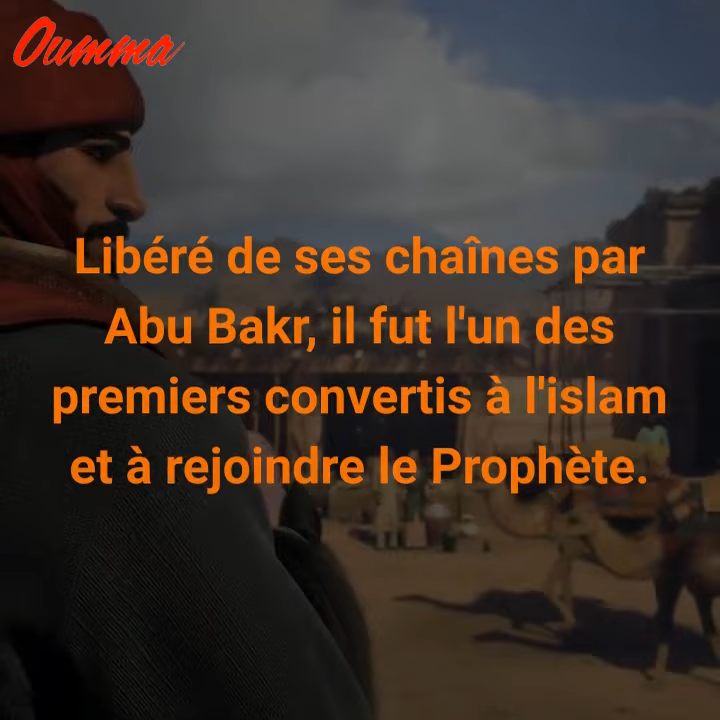 Oumma
Libéré de ses chaînes par
Abu Bakr, il fut l'un des
premiers convertis à l'islam
et à rejoindre le Prophète.